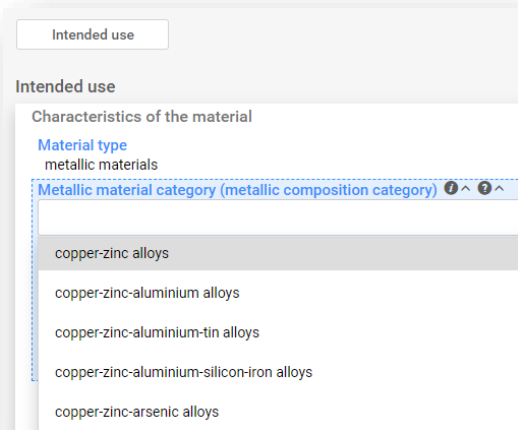 Intended use
Intended use
Characteristics of the material
Material type
metallic materials
Metallic material category (metallic composition category)
copper-zinc alloys
copper-zinc-aluminium alloys
copper-zinc-aluminium-tin alloys
copper-zinc-aluminium-silicon-iron alloys
copper-zinc-arsenic alloys